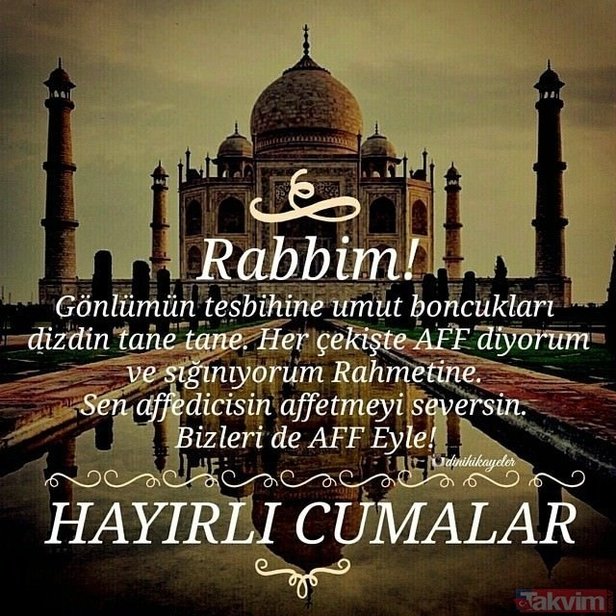 Rabbim!
Gönlümün tesbihine umut boncukları
dizdin tane tane. Her çekişte AFF diyorum
ve sığınıyorum Rahmetine.
Sen affedicisin affetmeyi seversin.
Bizleri de AFF Eyle!
dinihikayeler
HAYIRLI CUMALAR
Takvim